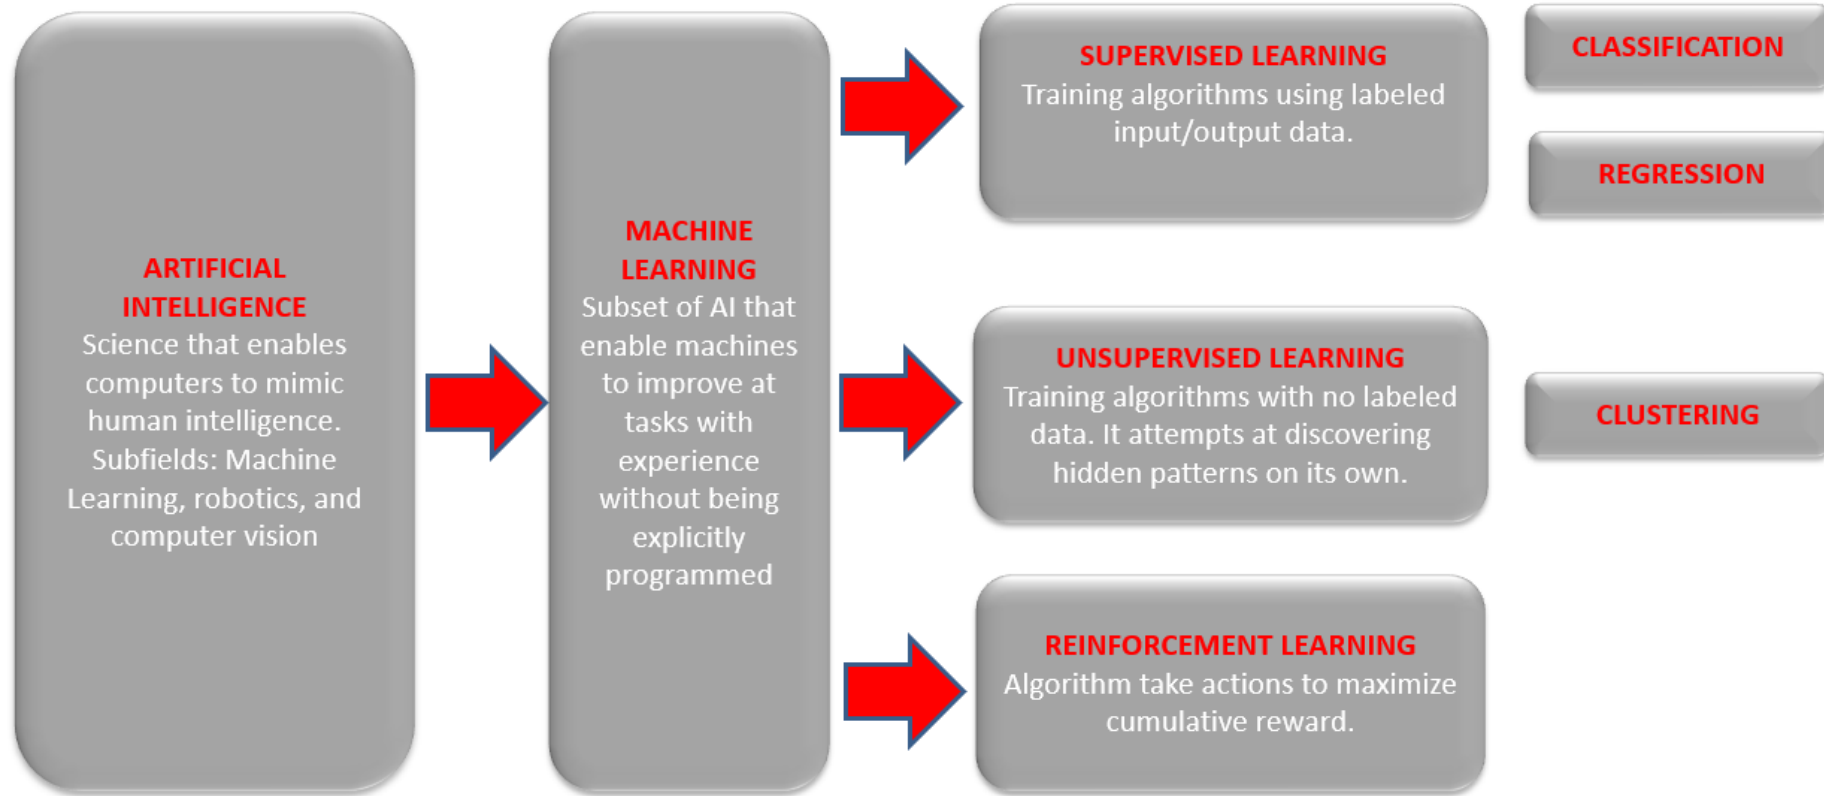 ARTIFICIAL
INTELLIGENCE
Science that enables
computers to mimic
human intelligence.
Subfields: Machine
Learning, robotics, and
computer vision
MACHINE
LEARNING
Subset of AI that
enable machines
to improve at
tasks with
experience
without being
explicitly
programmed
SUPERVISED LEARNING
Training algorithms using labeled
input/output data.
CLASSIFICATION
REGRESSION
UNSUPERVISED LEARNING
Training algorithms with no labeled
data. It attempts at discovering
hidden patterns on its own.
CLUSTERING
REINFORCEMENT LEARNING
Algorithm take actions to maximize
cumulative reward.